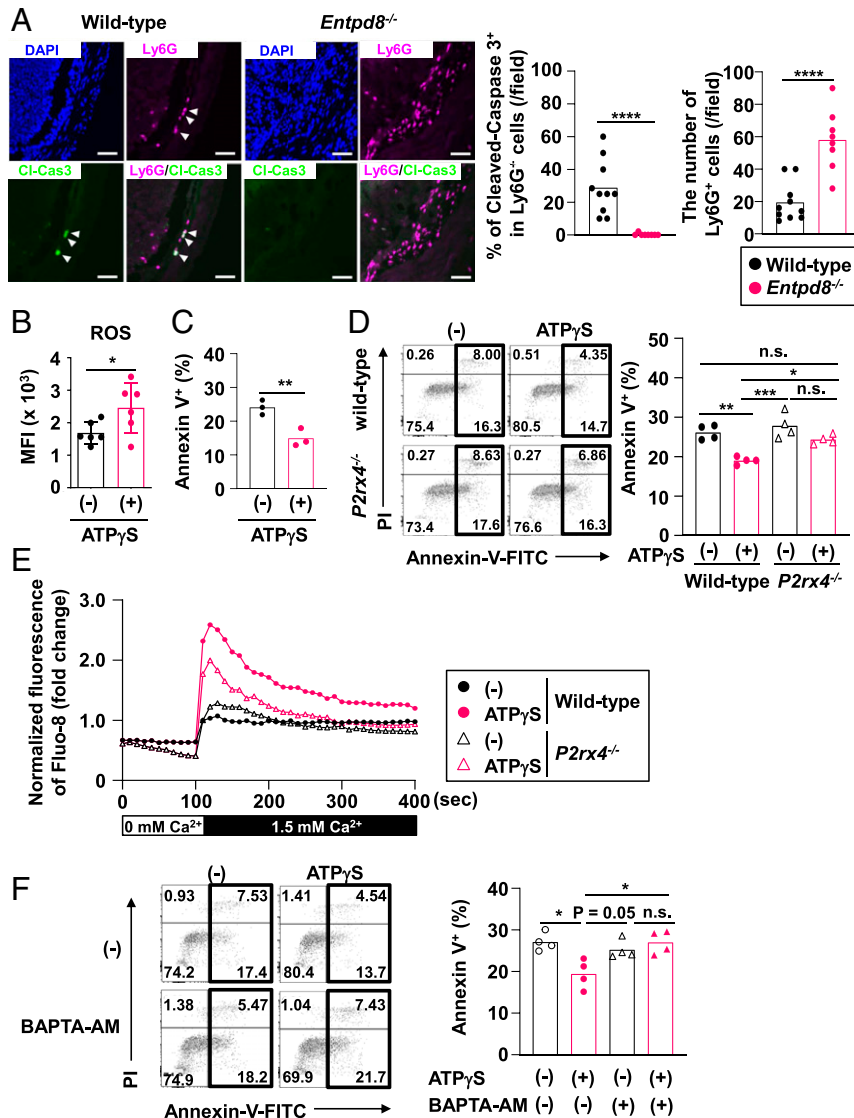 A
Wild-type
Entpd8-/-
DAPI
Ly6G
DAPI
Ly6G
Cl-Cas3
Ly6G/Cl-Cas3
Cl-Cas3
Ly6G/Cl-Cas3
% of Cleaved-Caspase 3+
in Ly6G+ cells (/field)
100
80
60
40
20
0
****
The number of
Ly6G+ cells (/field)
100
80
60
40
20
0
****
Wild-type
Entpd8-/-
B
ROS
MFI (x 10³)
4
3
2
1
0
*
(-)
(+)
ATPγS
C
Annexin V+ (%)
40
30
20
10
0
**
(-)
(+)
ATPγS
D
(-)
ATPγS
wild-type
P2rx4-/-
0.26
8.00
75.4
16.3
0.51
4.35
80.5
14.7
0.27
8.63
73.4
17.6
0.27
6.86
76.6
16.3
PI
Annexin-V-FITC
Annexin V+ (%)
50
40
30
20
10
0
n.s.
*
**
***
n.s.
ATPγS
(-)
(+)
(-)
(+)
Wild-type
P2rx4-/-
E
Normalized fluorescence
of Fluo-8 (fold change)
3.0
2.0
1.0
0
0
100
200
300
400
(sec)
0 mM Ca2+
1.5 mM Ca2+
(-)
ATPγS
Wild-type
(-)
ATPγS
P2rx4-/-
F
(-)
ATPγS
(-)
BAPTA-AM
0.93
7.53
74.2
17.4
1.41
4.54
80.4
13.7
1.38
5.47
74.9
18.2
1.04
7.43
69.9
21.7
PI
Annexin-V-FITC
Annexin V+ (%)
40
30
20
10
0
*
*
P = 0.05
n.s.
ATPγS
(-)
(+)
(-)
(+)
BAPTA-AM
(-)
(-)
(+)
(+)